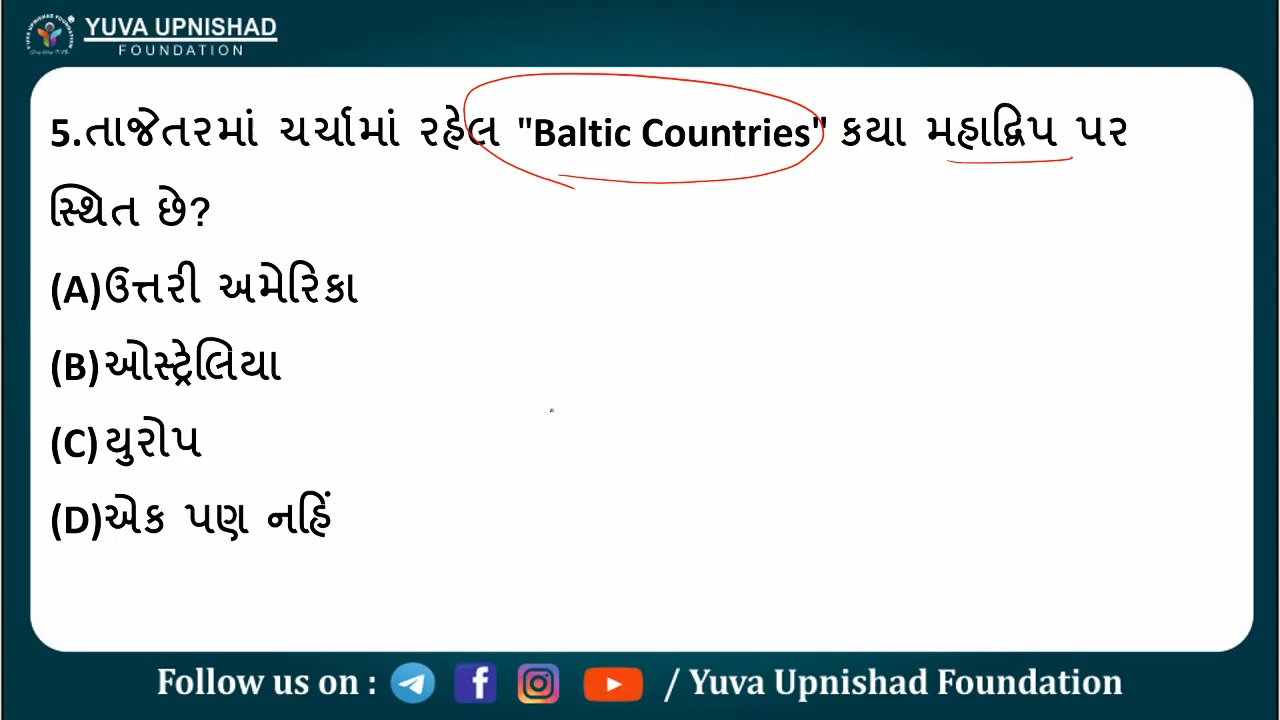 YUVA UPNISHAD
FOUNDATION
5.તાજેતરમાં ચર્ચામાં રહેલ "Baltic Countries" કયા મહાદ્વિપ પર
સ્થિત છે?
(A)ઉત્તરી અમેરિકા
(B)ઓસ્ટ્રેલિયા
(C)યુરોપ
(D)એક પણ નહિં
Follow us on : / Yuva Upnishad Foundation